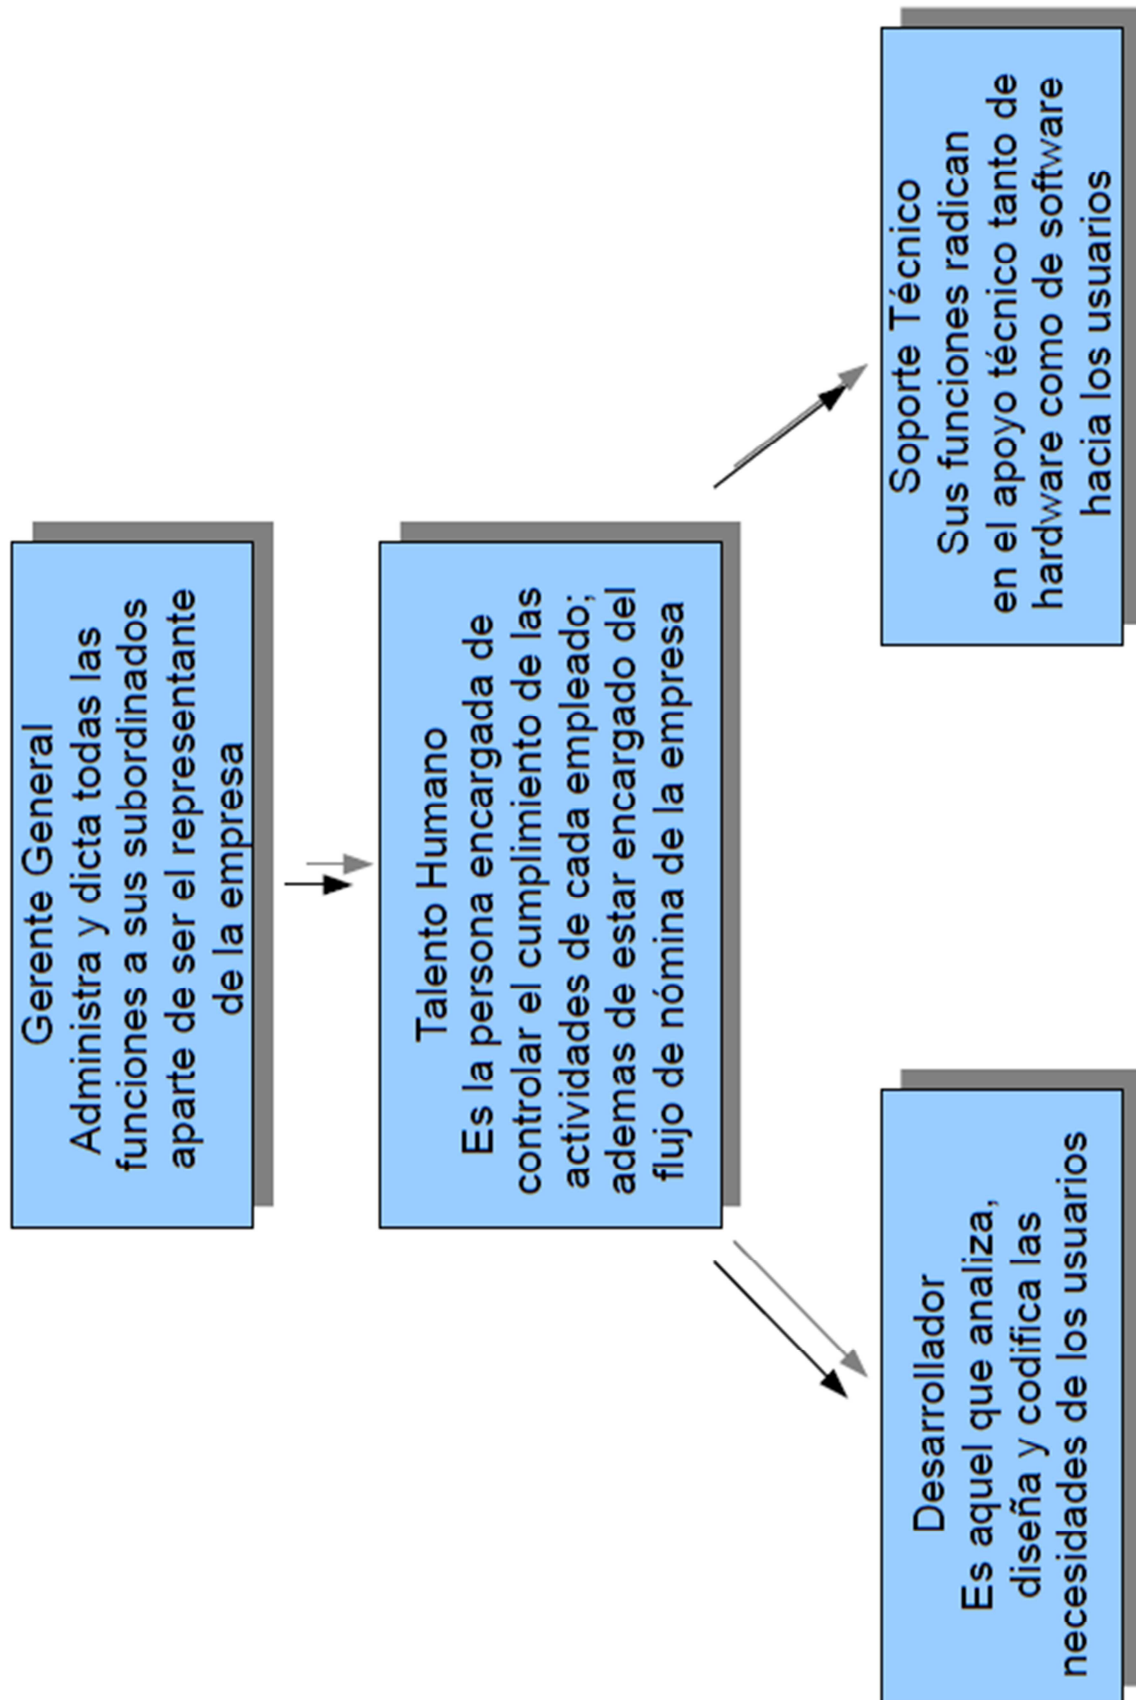 Gerente General
Administra y dicta todas las
funciones a sus subordinados
aparte de ser el representante
de la empresa
Talento Humano
Es la persona encargada de
controlar el cumplimiento de las
actividades de cada empleado;
ademas de estar encargado del
flujo de nómina de la empresa
Desarrollador
Es aquel que analiza,
diseña y codifica las
necesidades de los usuarios
Soporte Técnico
Sus funciones radican
en el apoyo técnico tanto de
hardware como de software
hacia los usuarios